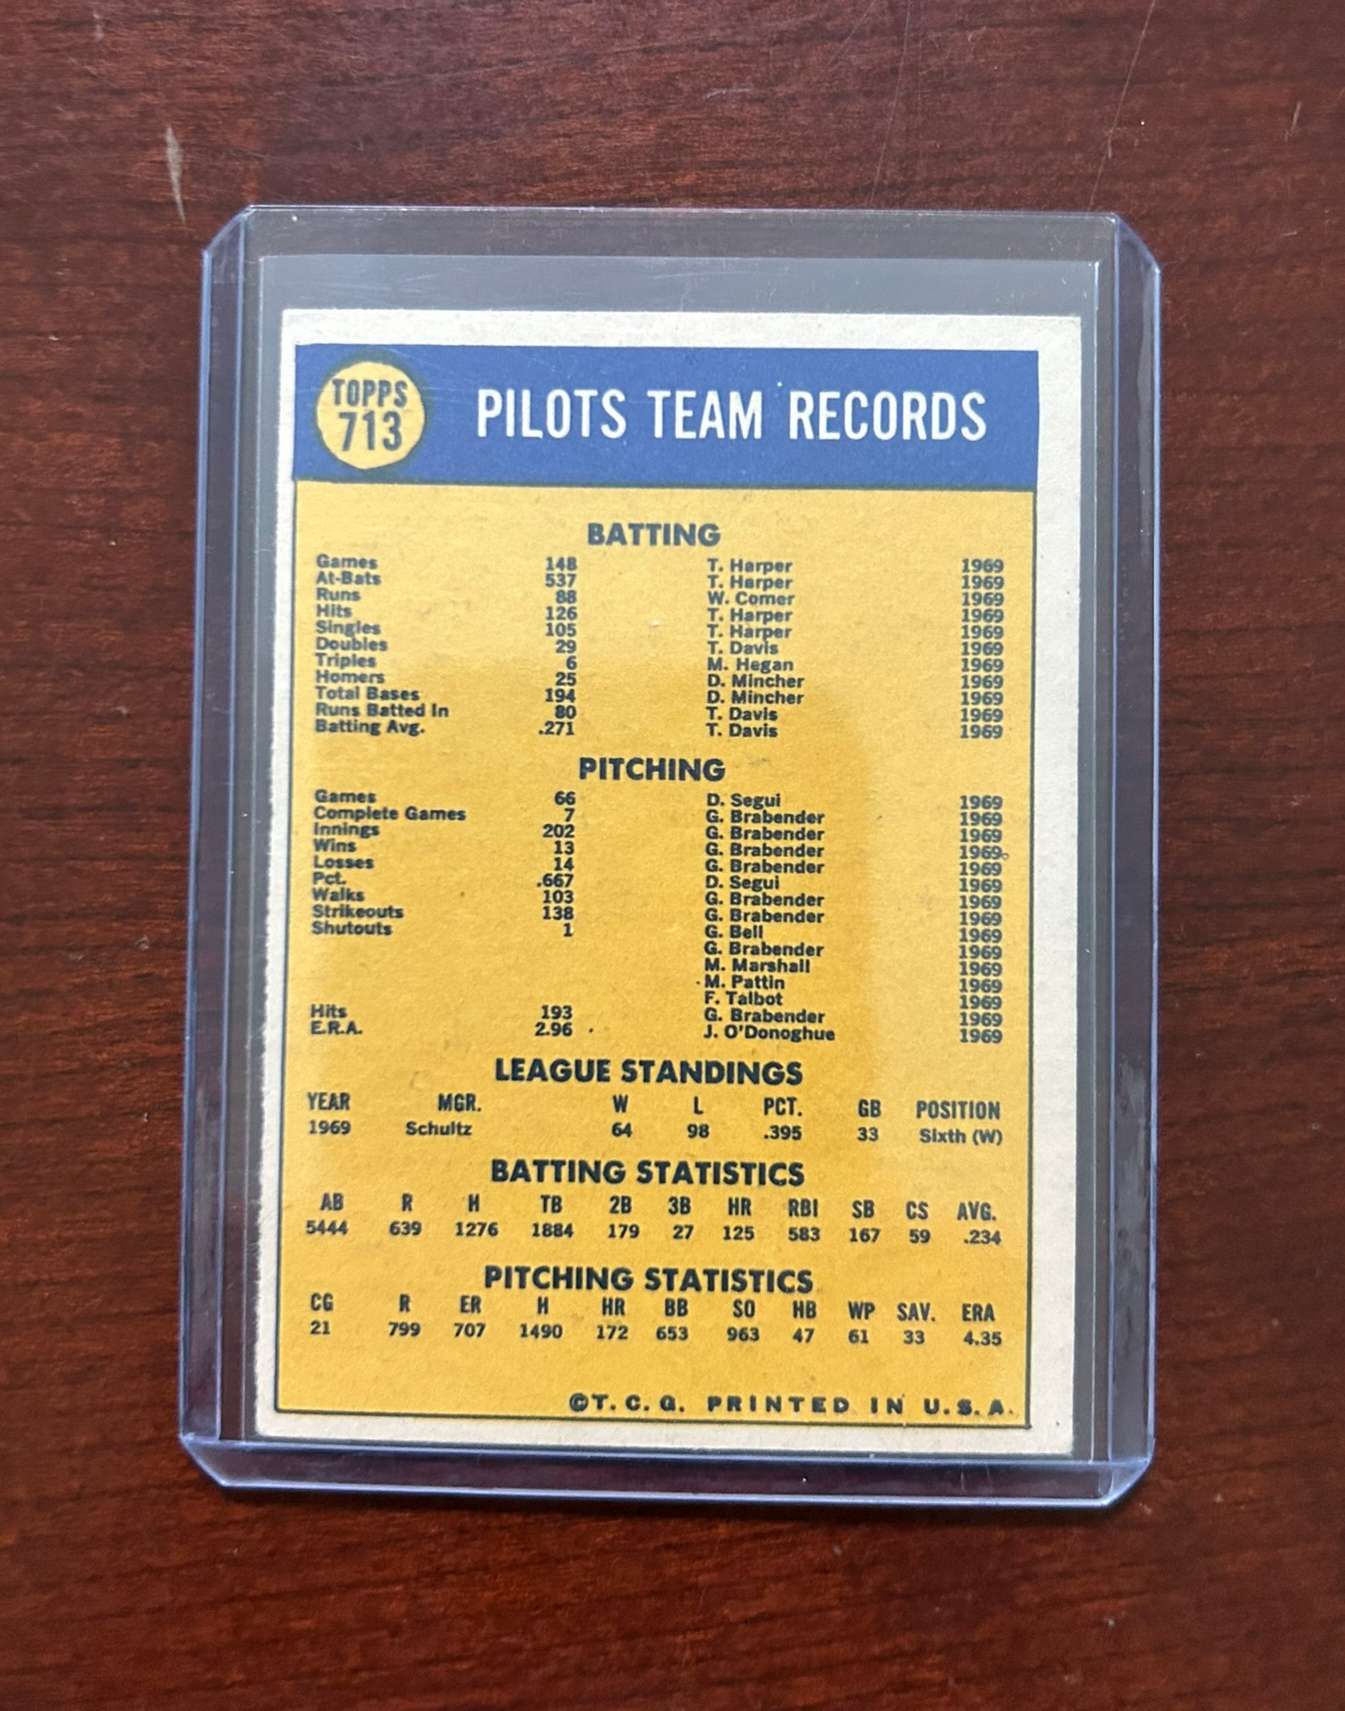 TOPPS
713
PILOTS TEAM RECORDS
BATTING
Games 148 T. Harper 1969
At-Bats 537 T. Harper 1969
Runs 88 W. Comer 1969
Hits 126 T. Harper 1969
Singles 105 T. Harper 1969
Doubles 29 T. Davis 1969
Triples 6 M. Hegan 1969
Homers 25 D. Mincher 1969
Total Bases 194 D. Mincher 1969
Runs Batted In 80 T. Davis 1969
Batting Avg. .271 T. Davis 1969
PITCHING
Games 66 D. Segui 1969
Complete Games 7 G. Brabender 1969
Innings 202 G. Brabender 1969
Wins 13 G. Brabender 1969
Losses 14 G. Brabender 1969
Pct. .667 D. Segui 1969
Walks 103 G. Brabender 1969
Strikeouts 138 G. Brabender 1969
Shutouts 1 G. Bell 1969
G. Brabender 1969
M. Marshall 1969
M. Pattin 1969
F. Talbot 1969
Hits 193 G. Brabender 1969
E.R.A. 2.96 J. O'Donoghue 1969
LEAGUE STANDINGS
YEAR MGR. W L PCT. GB POSITION
1969 Schultz 64 98 .395 33 Sixth (W)
BATTING STATISTICS
AB R H TB 2B 3B HR RBI SB CS AVG.
5444 639 1276 1884 179 27 125 583 167 59 .234
PITCHING STATISTICS
CG R ER H HR BB SO HB WP SAV. ERA
21 799 707 1490 172 653 963 47 61 33 4.35
©T. C. G. PRINTED IN U. S. A.